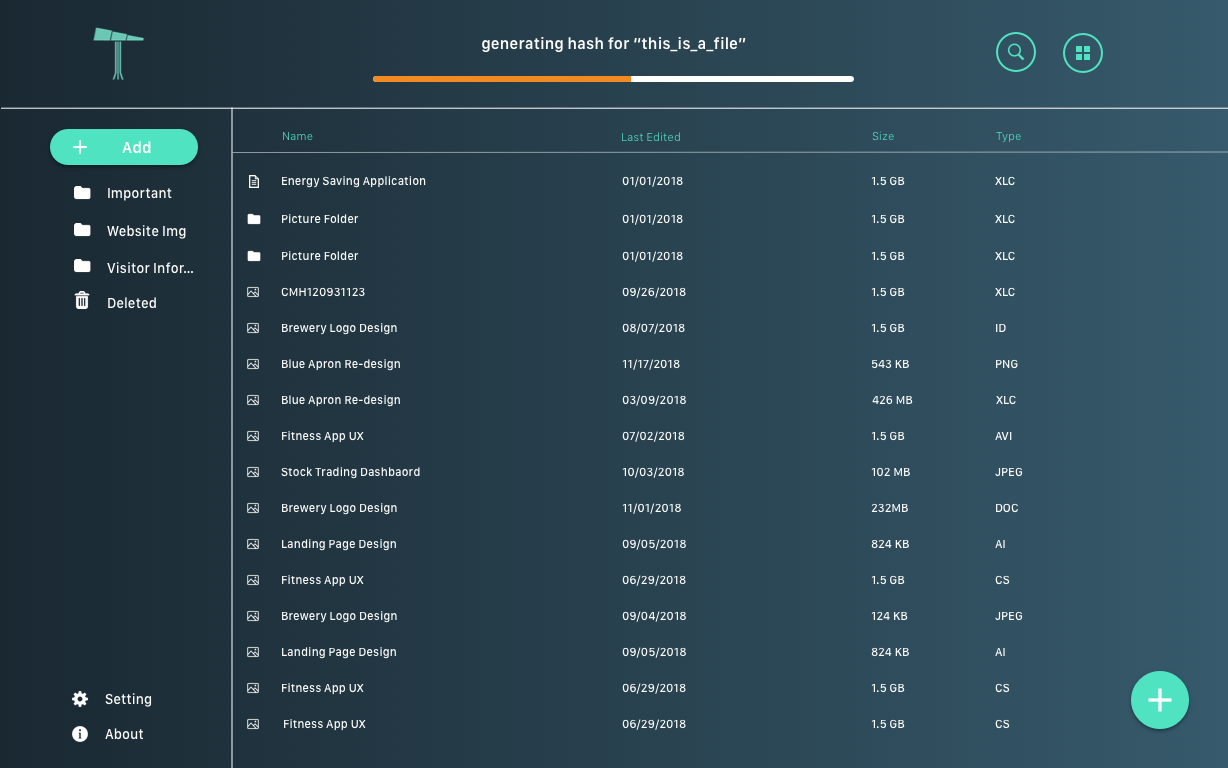 generating hash for “this_is_a_file”
Add
Important
Website Img
Visitor Infor...
Deleted
Setting
About
Name Last Edited Size Type
Energy Saving Application 01/01/2018 1.5 GB XLC
Picture Folder 01/01/2018 1.5 GB XLC
Picture Folder 01/01/2018 1.5 GB XLC
CMH120931123 09/26/2018 1.5 GB XLC
Brewery Logo Design 08/07/2018 1.5 GB ID
Blue Apron Re-design 11/17/2018 543 KB PNG
Blue Apron Re-design 03/09/2018 426 MB XLC
Fitness App UX 07/02/2018 1.5 GB AVI
Stock Trading Dashbaord 10/03/2018 102 MB JPEG
Brewery Logo Design 11/01/2018 232MB DOC
Landing Page Design 09/05/2018 824 KB AI
Fitness App UX 06/29/2018 1.5 GB CS
Brewery Logo Design 09/04/2018 124 KB JPEG
Landing Page Design 09/05/2018 824 KB AI
Fitness App UX 06/29/2018 1.5 GB CS
Fitness App UX 06/29/2018 1.5 GB CS